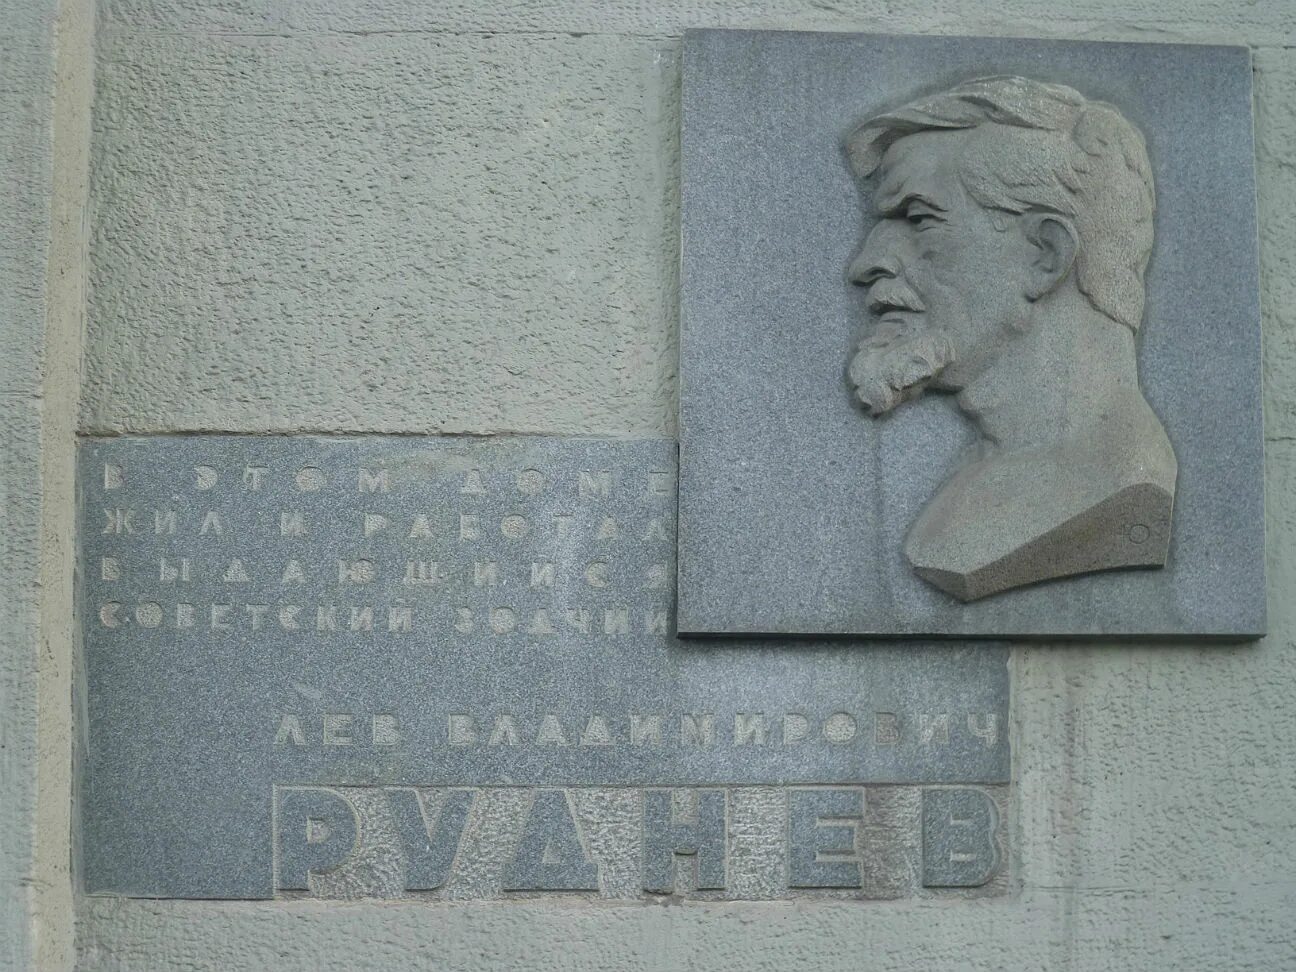 В ЭТОМ ДОМЕ
ЖИЛ И РАБОТАЛ
ВЫДАЮЩИЙСЯ
СОВЕТСКИЙ ЗОДЧИЙ
ЛЕВ ВЛАДИМИРОВИЧ
РУДНЕВ